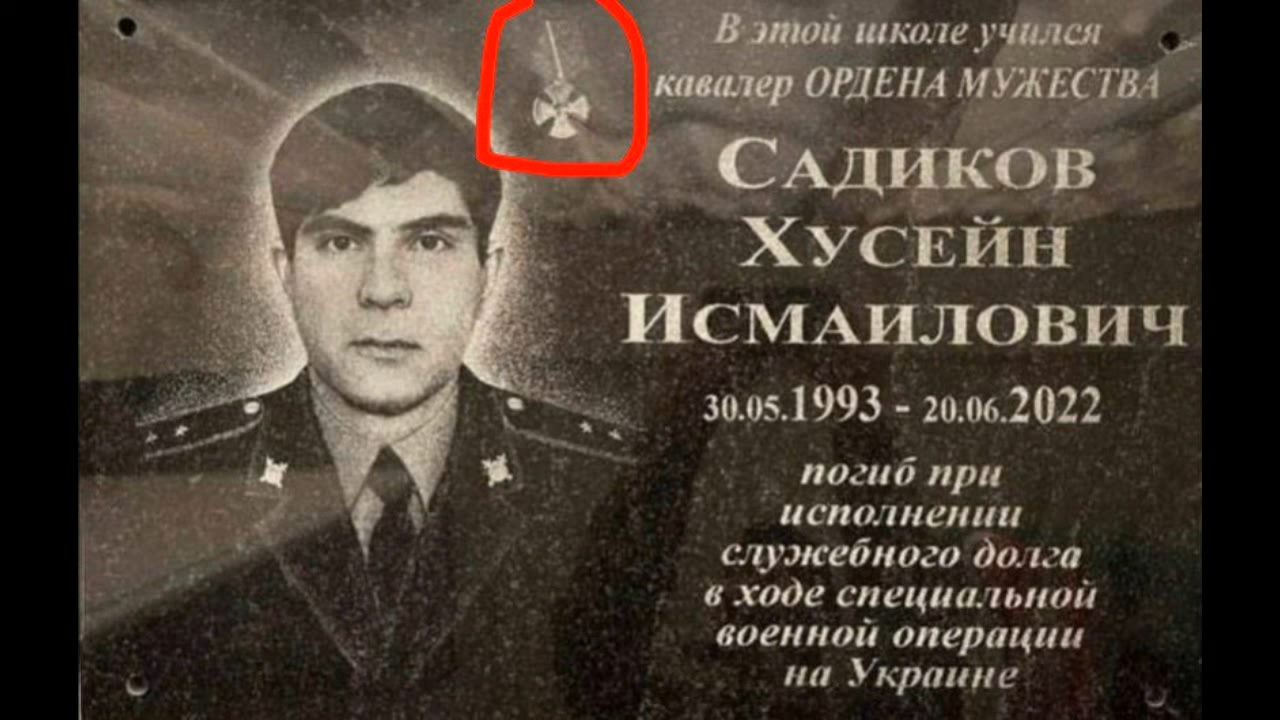 В этой школе учился
кавалер ОРДЕНА МУЖЕСТВА
САДИКОВ
ХУСЕЙН
ИСМАИЛОВИЧ
30.05.1993 - 20.06.2022
погиб при
исполнении
служебного долга
в ходе специальной
военной операции
на Украине